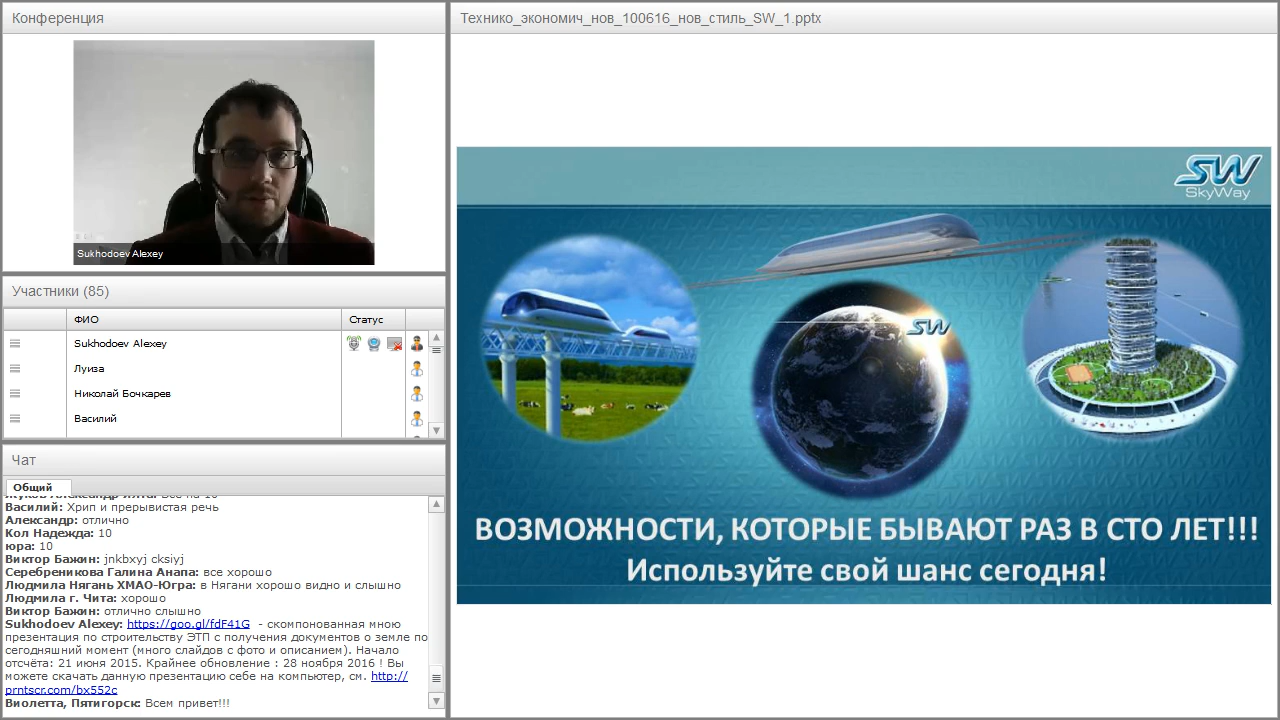 Конференция
Sukhodoev Alexey
Участники (85)
ФИО
Статус
Sukhodoev Alexey
Луиза
Николай Бочкарев
Василий
Чат
Общий
Василий: Хрип и прерывистая речь
Александр: отлично
Кол Надежда: 10
юра: 10
Виктор Бажин: jnkbxyj cksiyj
Серебреникова Галина Анапа: все хорошо
Людмила Нягань ХМАО-Югра: в Нягани хорошо видно и слышно
Людмила г. Чита: хорошо
Виктор Бажин: отлично слышно
Sukhodoev Alexey: https://goo.gl/fdF41G - скомпонованная мною
презентация по строительству ЭТП с получения документов о земле по
сегодняшний момент (много слайдов с фото и описанием). Начало
отсчёта: 21 июня 2015. Крайнее обновление : 28 ноября 2016 ! Вы
можете скачать данную презентацию себе на компьютер, см. http://
prntscr.com/bx552c
Виолетта, Пятигорск: Всем привет!!!
Технико_экономич_нов_100616_нов_стиль_SW_1.pptx
SW
SkyWay
SW
ВОЗМОЖНОСТИ, КОТОРЫЕ БЫВАЮТ РАЗ В СТО ЛЕТ!!!
Используйте свой шанс сегодня!